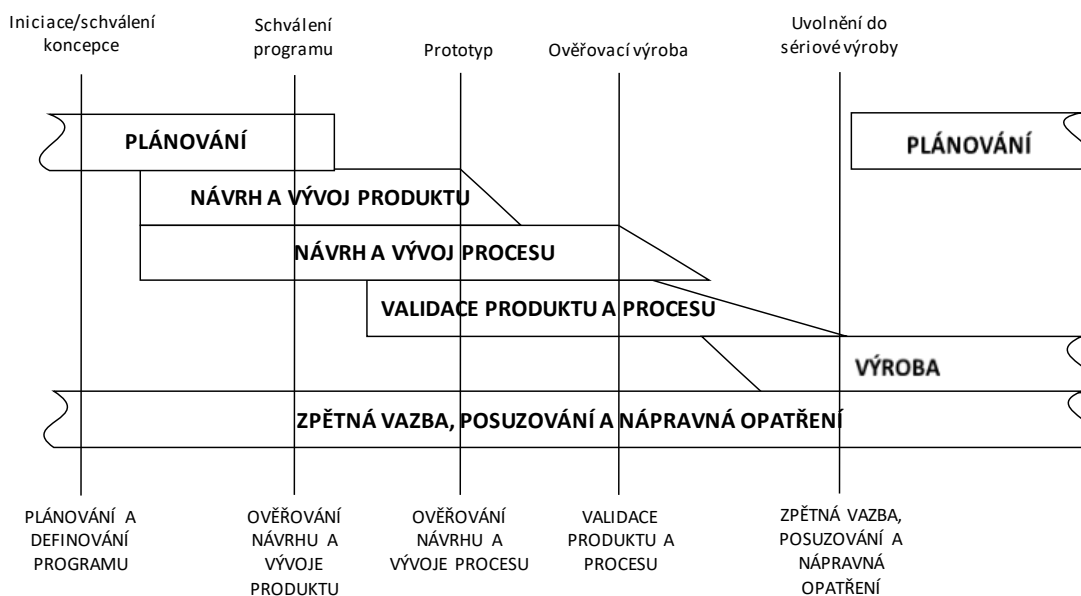 Iniciace/schválení
koncepce
Schválení
programu
Prototyp
Ověřovací výroba
Uvolnění do
sériové výroby
PLÁNOVÁNÍ
PLÁNOVÁNÍ
NÁVRH A VÝVOJ PRODUKTU
NÁVRH A VÝVOJ PROCESU
VALIDACE PRODUKTU A PROCESU
VÝROBA
ZPĚTNÁ VAZBA, POSUZOVÁNÍ A NÁPRAVNÁ OPATŘENÍ
PLÁNOVÁNÍ A
DEFINOVÁNÍ
PROGRAMU
OVĚŘOVÁNÍ
NÁVRHU A
VÝVOJE
PRODUKTU
OVĚŘOVÁNÍ
NÁVRHU A
VÝVOJE PROCESU
VALIDACE
PRODUKTU A
PROCESU
ZPĚTNÁ VAZBA,
POSUZOVÁNÍ A
NÁPRAVNÁ
OPATŘENÍ